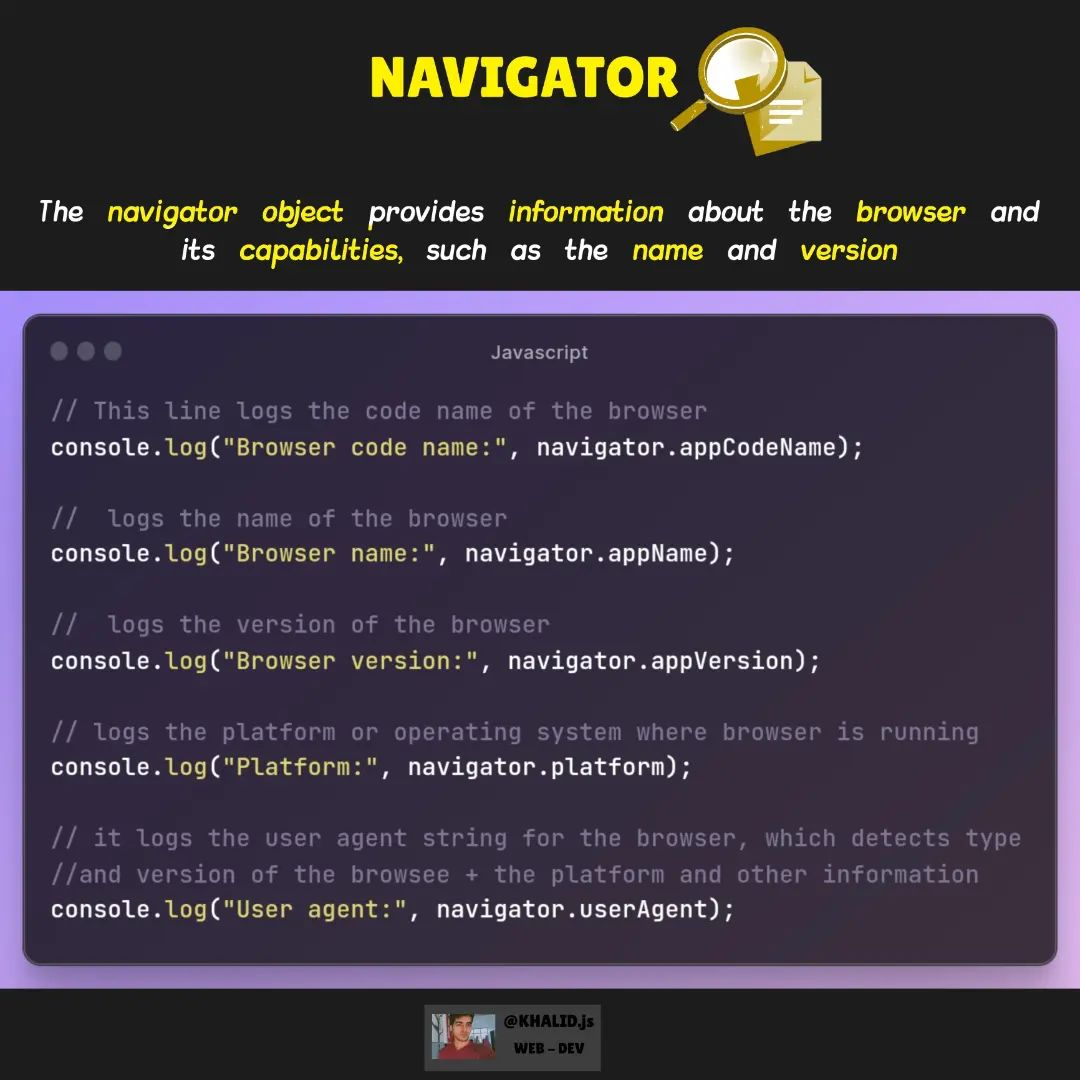 NAVIGATOR
The navigator object provides information about the browser and
its capabilities, such as the name and version
Javascript
// This line logs the code name of the browser
console.log("Browser code name:", navigator.appCodeName);
//  logs the name of the browser
console.log("Browser name:", navigator.appName);
//  logs the version of the browser
console.log("Browser version:", navigator.appVersion);
// logs the platform or operating system where browser is running
console.log("Platform:", navigator.platform);
// it logs the user agent string for the browser, which detects type
//and version of the browsee + the platform and other information
console.log("User agent:", navigator.userAgent);
@KHALID.js
WEB - DEV